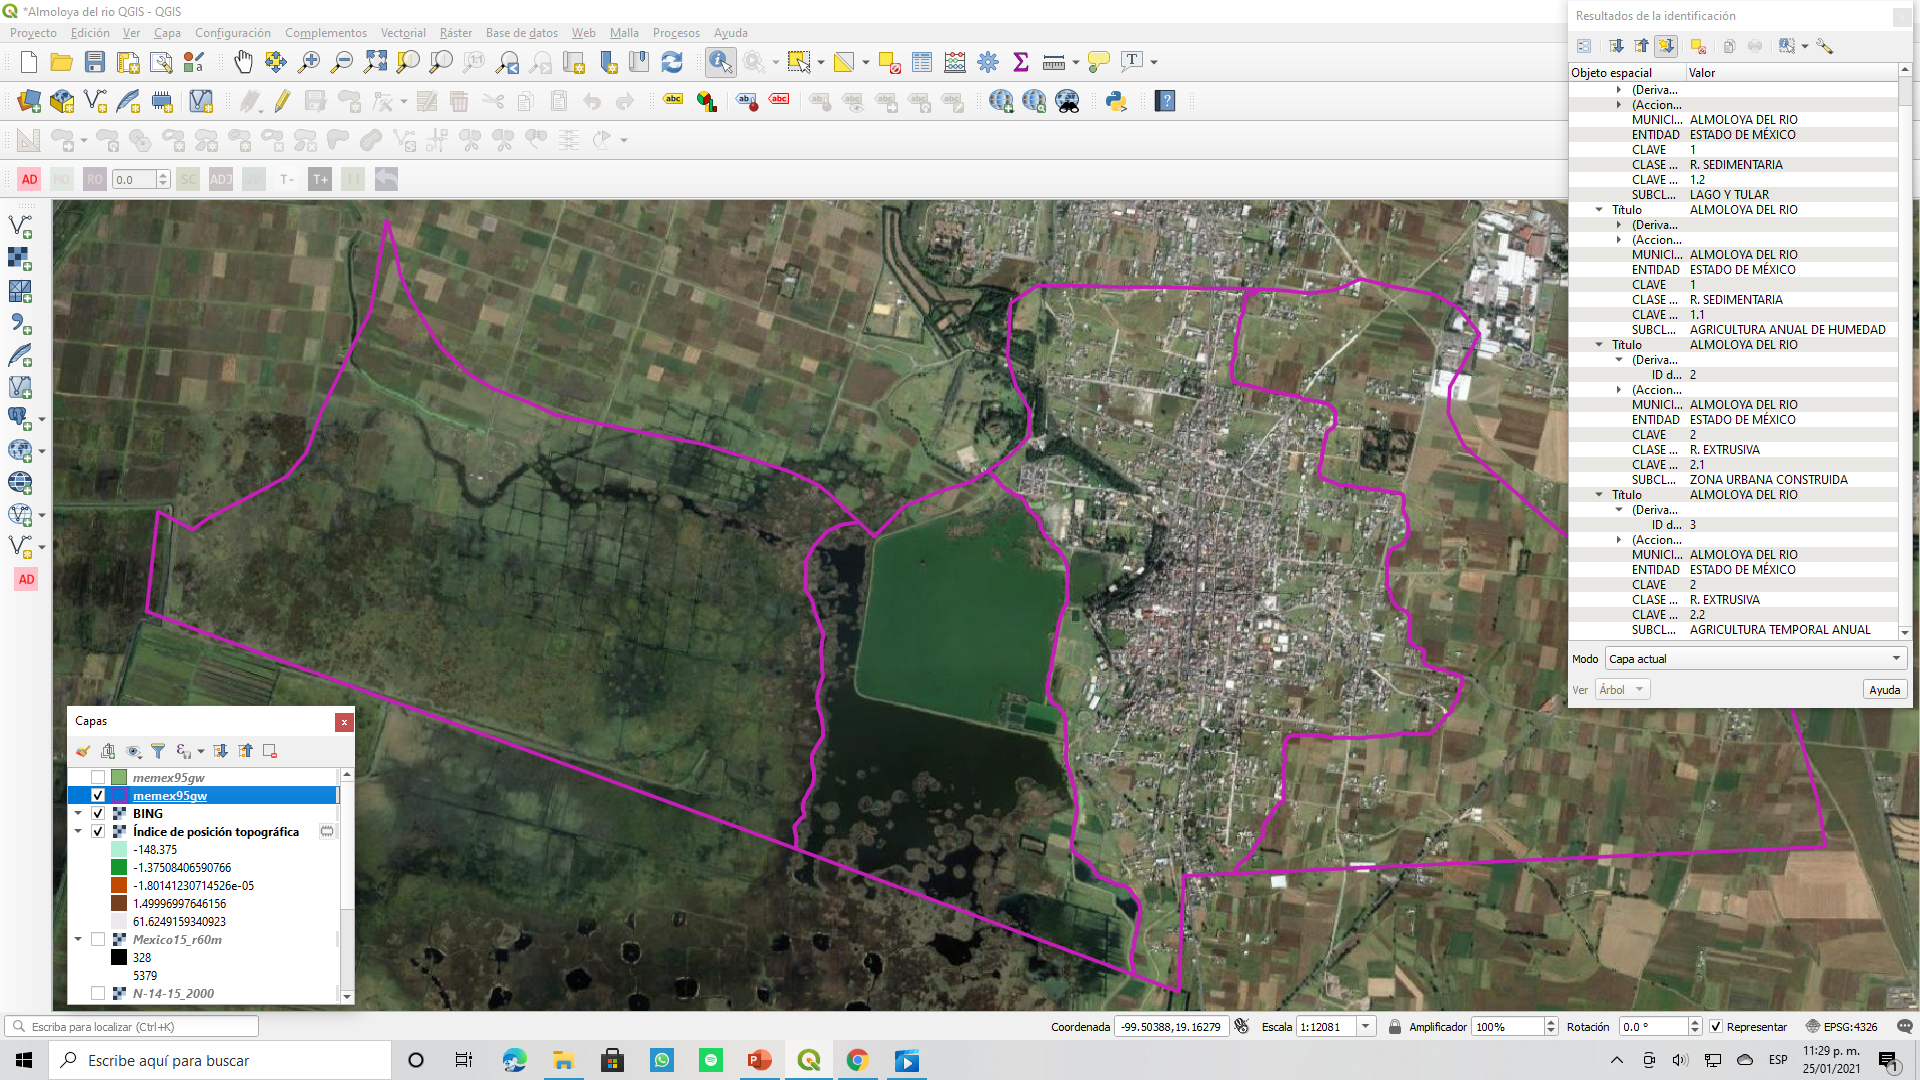 *Almoloya del rio QGIS - QGIS
Proyecto Edición Ver Capa Configuración Complementos Vectorial Ráster Base de datos Web Malla Procesos Ayuda
AD MO RO 0.0 SC ADJ T- T+
AD
Resultados de la identificación
Objeto espacial Valor
(Deriva...
(Accion...
MUNICI... ALMOLOYA DEL RIO
ENTIDAD ESTADO DE MÉXICO
CLAVE 1
CLASE ... R. SEDIMENTARIA
CLAVE ... 1.2
SUBCL... LAGO Y TULAR
Título ALMOLOYA DEL RIO
(Deriva...
(Accion...
MUNICI... ALMOLOYA DEL RIO
ENTIDAD ESTADO DE MÉXICO
CLAVE 1
CLASE ... R. SEDIMENTARIA
CLAVE ... 1.1
SUBCL... AGRICULTURA ANUAL DE HUMEDAD
Título ALMOLOYA DEL RIO
(Deriva...
ID d... 2
(Accion...
MUNICI... ALMOLOYA DEL RIO
ENTIDAD ESTADO DE MÉXICO
CLAVE 2
CLASE ... R. EXTRUSIVA
CLAVE ... 2.1
SUBCL... ZONA URBANA CONSTRUIDA
Título ALMOLOYA DEL RIO
(Deriva...
ID d... 3
(Accion...
MUNICI... ALMOLOYA DEL RIO
ENTIDAD ESTADO DE MÉXICO
CLAVE 2
CLASE ... R. EXTRUSIVA
CLAVE ... 2.2
SUBCL... AGRICULTURA TEMPORAL ANUAL
Modo Capa actual
Ver Árbol Ayuda
Capas
memex95gw
memex95gw
BING
Índice de posición topográfica
-148.375
-1.37508406590766
-1.80141230714526e-05
1.49996997646156
61.6249159340923
Mexico15_r60m
328
5379
N-14-15_2000
Escriba para localizar (Ctrl+K) Coordenada -99.50388,19.16279 Escala 1:12081 Amplificador 100% Rotación 0.0 ° Representar EPSG:4326
Escribe aquí para buscar ESP 11:29 p. m.
25/01/2021
1